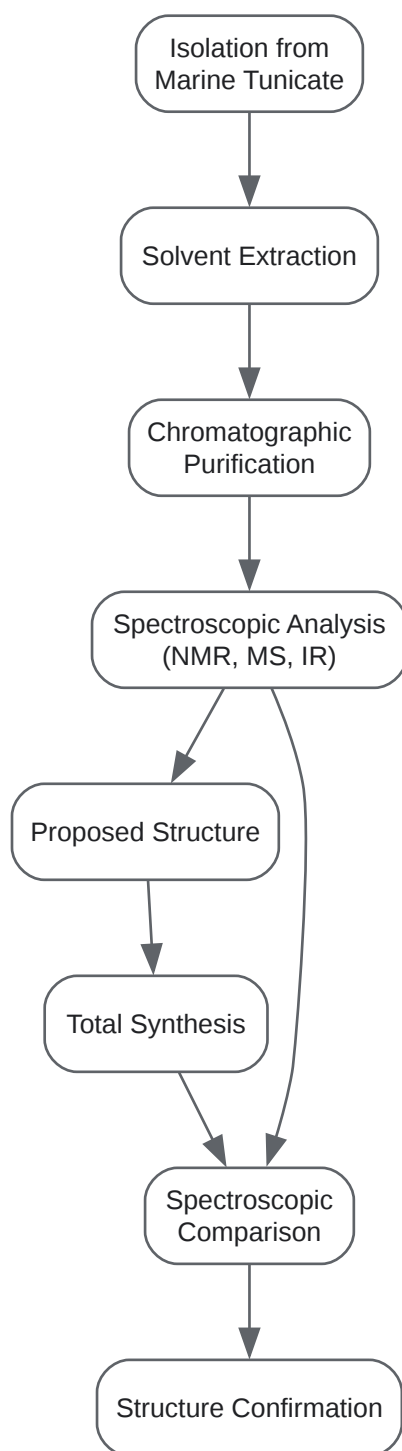 Isolation from
Marine Tunicate
Solvent Extraction
Chromatographic
Purification
Spectroscopic Analysis
(NMR, MS, IR)
Proposed Structure
Total Synthesis
Spectroscopic
Comparison
Structure Confirmation